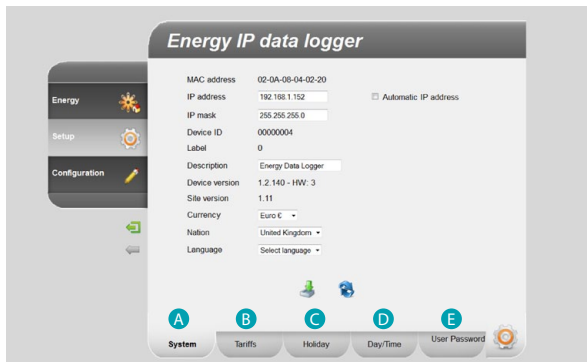 Energy IP data logger
Energy
Setup
Configuration
MAC address 02-0A-08-04-02-20
IP address 192.168.1.152 Automatic IP address
IP mask 255.255.255.0
Device ID 00000004
Label 0
Description Energy Data Logger
Device version 1.2.140 - HW: 3
Site version 1.11
Currency Euro €
Nation United Kingdom
Language Select language
A B C D E
System Tariffs Holiday Day/Time User Password